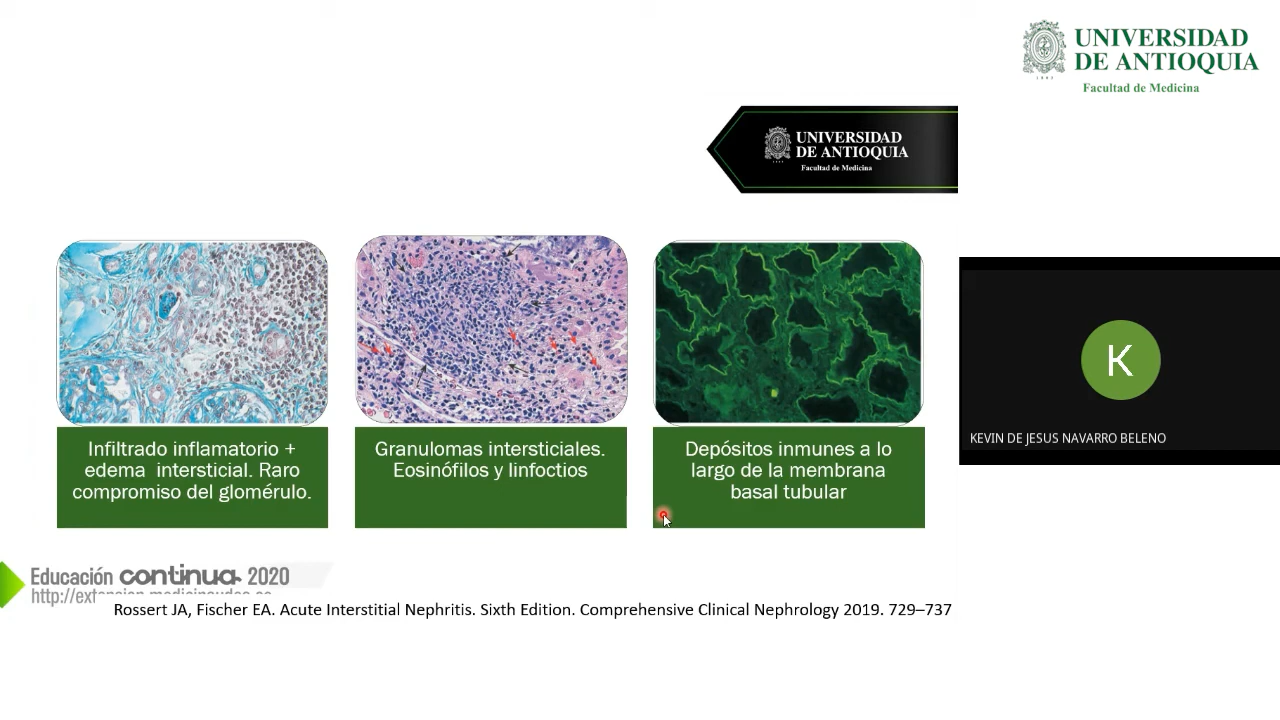 UNIVERSIDAD
DE ANTIOQUIA
1803
Facultad de Medicina
UNIVERSIDAD
DE ANTIOQUIA
Facultad de Medicina
Infiltrado inflamatorio +
edema intersticial. Raro
compromiso del glomérulo.
Granulomas intersticiales.
Eosinófilos y linfoctios
Depósitos inmunes a lo
largo de la membrana
basal tubular
K
KEVIN DE JESUS NAVARRO BELENO
Educación continua 2020
Rossert JA, Fischer EA. Acute Interstitial Nephritis. Sixth Edition. Comprehensive Clinical Nephrology 2019. 729–737